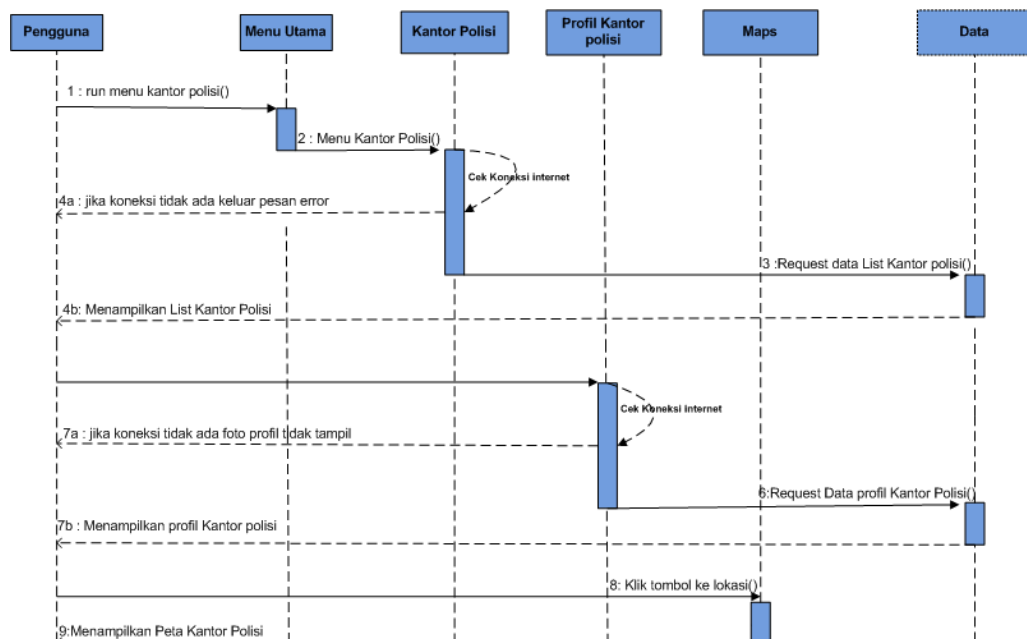 Pengguna
Menu Utama
Kantor Polisi
Profil Kantor
polisi
Maps
Data
1 : run menu kantor polisi()
2 : Menu Kantor Polisi()
Cek Koneksi internet
4a : jika koneksi tidak ada keluar pesan error
3 :Request data List Kantor polisi()
4b: Menampilkan List Kantor Polisi
Cek Koneksi internet
7a : jika koneksi tidak ada foto profil tidak tampil
6:Request Data profil Kantor Polisi()
7b : Menampilkan profil Kantor polisi
8: Klik tombol ke lokasi()
9:Menampilkan Peta Kantor Polisi